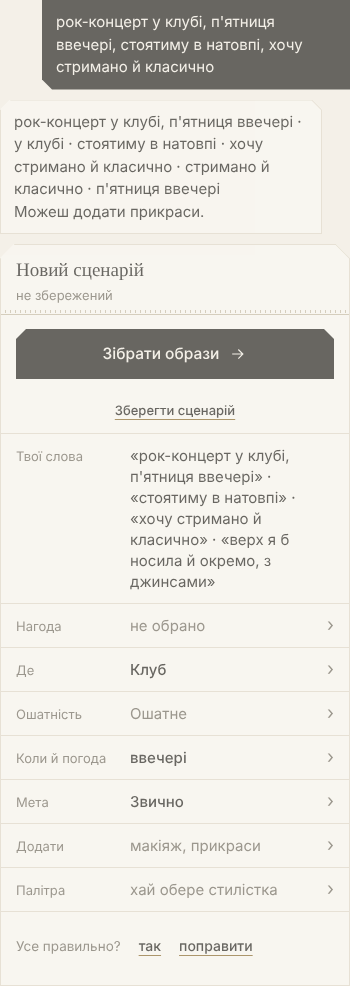 рок-концерт у клубі, п'ятниця
ввечері, стоятиму в натовпі, хочу
стримано й класично
рок-концерт у клубі, п'ятниця ввечері ·
у клубі · стоятиму в натовпі · хочу
стримано й класично · стриманo й
класично · п'ятниця ввечері
Можеш додати прикраси.
Новий сценарій
не збережений
Зібрати образи →
Зберегти сценарій
Твої слова
«рок-концерт у клубі,
п'ятниця ввечері» ·
«стоятиму в натовпі» ·
«хочу стримано й
класично» · «верх я б
носила й окремо, з
джинсами»
Нагода не обрано ›
Де Клуб ›
Ошатність Ошатне ›
Коли й погода ввечері ›
Мета Звично ›
Додати макіяж, прикраси ›
Палітра хай обере стилістка ›
Усе правильно? так поправити